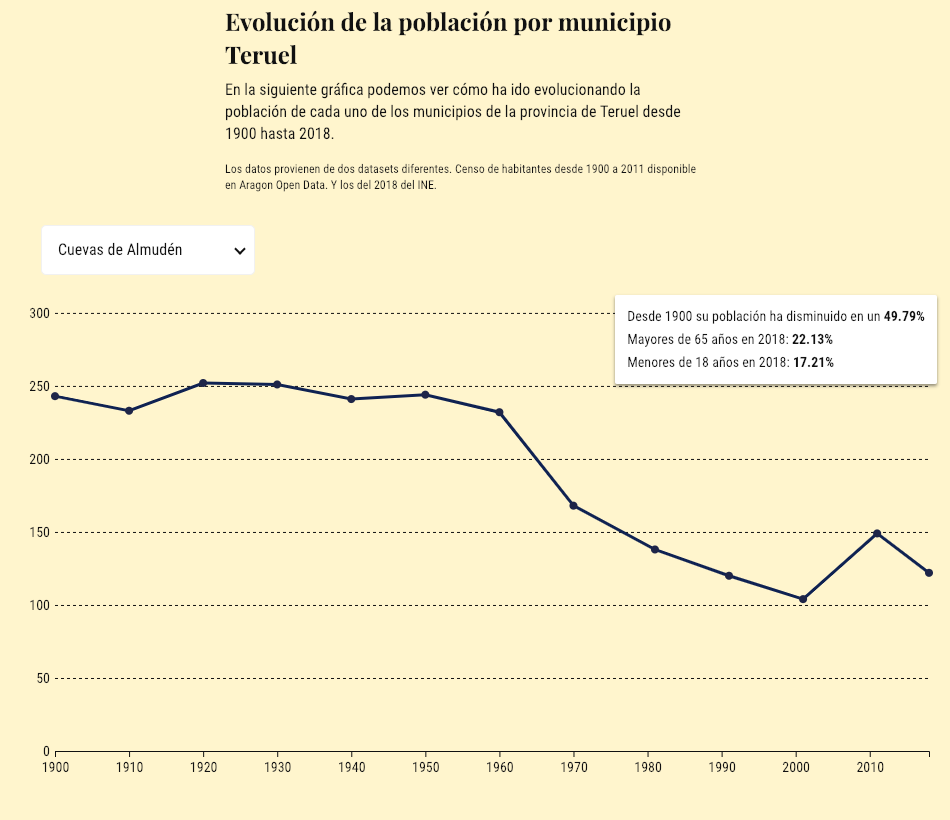 Evolución de la población por municipio
Teruel
En la siguiente gráfica podemos ver cómo ha ido evolucionando la
población de cada uno de los municipios de la provincia de Teruel desde
1900 hasta 2018.
Los datos provienen de dos datasets diferentes. Censo de habitantes desde 1900 a 2011 disponible
en Aragon Open Data. Y los del 2018 del INE.
Cuevas de Almudén
Desde 1900 su población ha disminuido en un 49.79%
Mayores de 65 años en 2018: 22.13%
Menores de 18 años en 2018: 17.21%
300
250
200
150
100
50
0
1900 1910 1920 1930 1940 1950 1960 1970 1980 1990 2000 2010